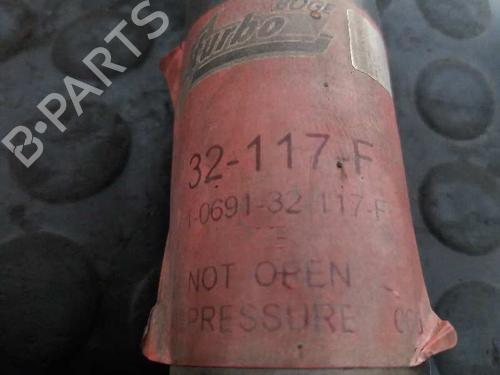 BOGE
turbo
32-117-F
-0691-32-117-F
NOT OPEN
PRESSURE
B-PARTS